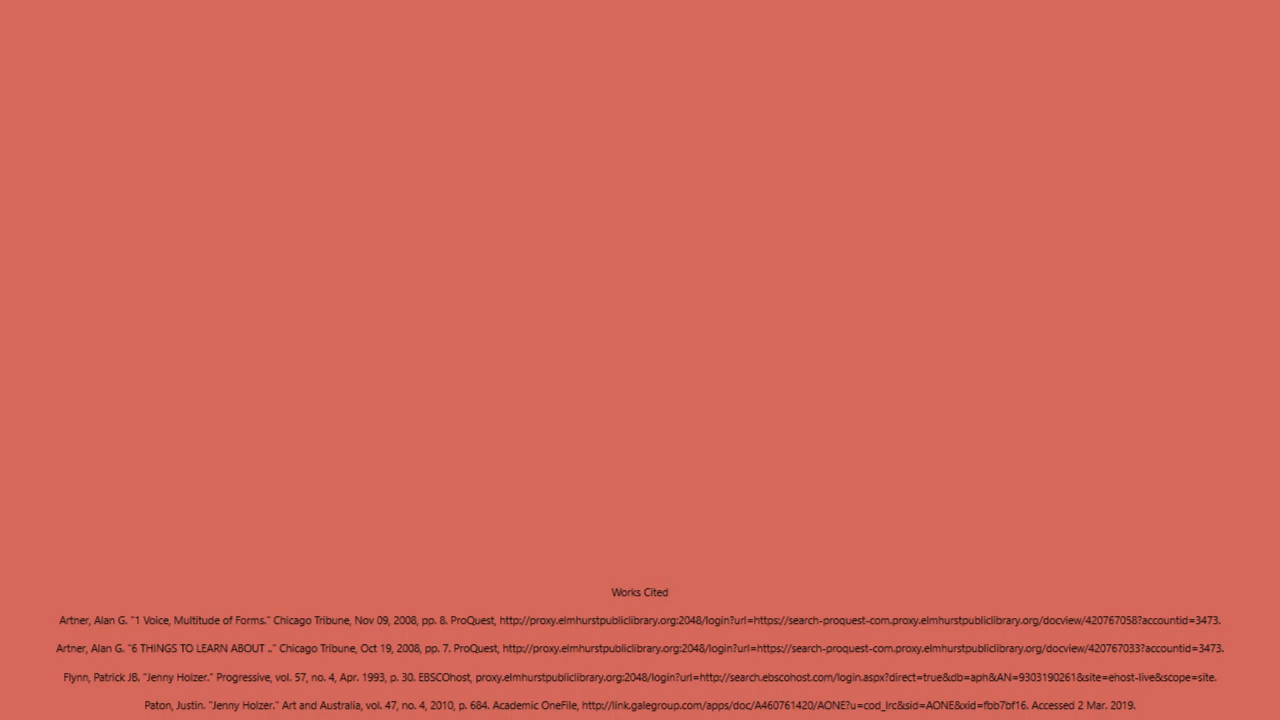 Works Cited
Artner, Alan G. "1 Voice, Multitude of Forms." Chicago Tribune, Nov 09, 2008, pp. 8. ProQuest, http://proxy.elmhurstpubliclibrary.org:2048/login?url=https://search-proquest-com.proxy.elmhurstpubliclibrary.org/docview/420767058?accountid=3473.
Artner, Alan G. "6 THINGS TO LEARN ABOUT .." Chicago Tribune, Oct 19, 2008, pp. 7. ProQuest, http://proxy.elmhurstpubliclibrary.org:2048/login?url=https://search-proquest-com.proxy.elmhurstpubliclibrary.org/docview/420767033?accountid=3473.
Flynn, Patrick JB. "Jenny Holzer." Progressive, vol. 57, no. 4, Apr. 1993, p. 30. EBSCOhost, proxy.elmhurstpubliclibrary.org:2048/login?url=http://search.ebscohost.com/login.aspx?direct=true&db=aph&AN=9303190261&site=ehost-live&scope=site.
Paton, Justin. "Jenny Holzer." Art and Australia, vol. 47, no. 4, 2010, p. 684. Academic OneFile, http://link.galegroup.com/apps/doc/A460761420/AONE?u=cod_lrc&sid=AONE&xid=fbb7bf16. Accessed 2 Mar. 2019.